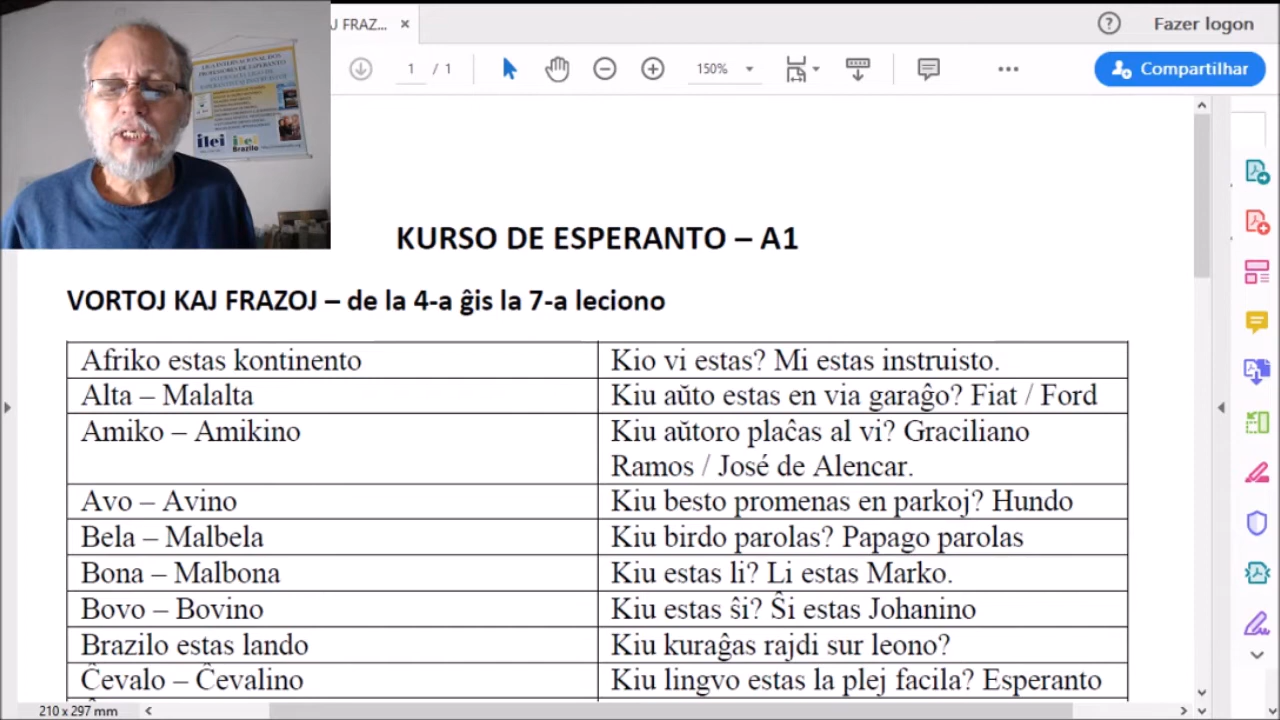 J FRAZ...
Fazer logon
1 / 1
150%
Compartilhar
ilei
ilei
Brazilo
KURSO DE ESPERANTO – A1
VORTOJ KAJ FRAZOJ – de la 4-a ĝis la 7-a leciono
Afriko estas kontinento
Kio vi estas? Mi estas instruisto.
Alta – Malalta
Kiu aŭto estas en via garaĝo? Fiat / Ford
Amiko – Amikino
Kiu aŭtoro plaĉas al vi? Graciliano
Ramos / José de Alencar.
Avo – Avino
Kiu besto promenas en parkoj? Hundo
Bela – Malbela
Kiu birdo parolas? Papago parolas
Bona – Malbona
Kiu estas li? Li estas Marko.
Bovo – Bovino
Kiu estas ŝi? Ŝi estas Johanino
Brazilo estas lando
Kiu kuraĝas rajdi sur leono?
Ĉevalo – Ĉevalino
Kiu lingvo estas la plej facila? Esperanto
210 x 297 mm